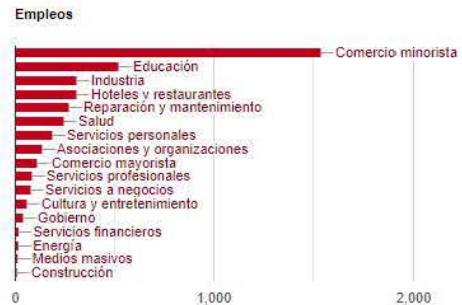 Empleos
Comercio minorista
Educación
Industria
Hoteles y restaurantes
Reparación y mantenimiento
Salud
Servicios personales
Asociaciones y organizaciones
Comercio mayorista
Servicios profesionales
Servicios a negocios
Cultura y entretenimiento
Gobierno
Servicios financieros
Energía
Medios masivos
Construcción
0 1,000 2,000